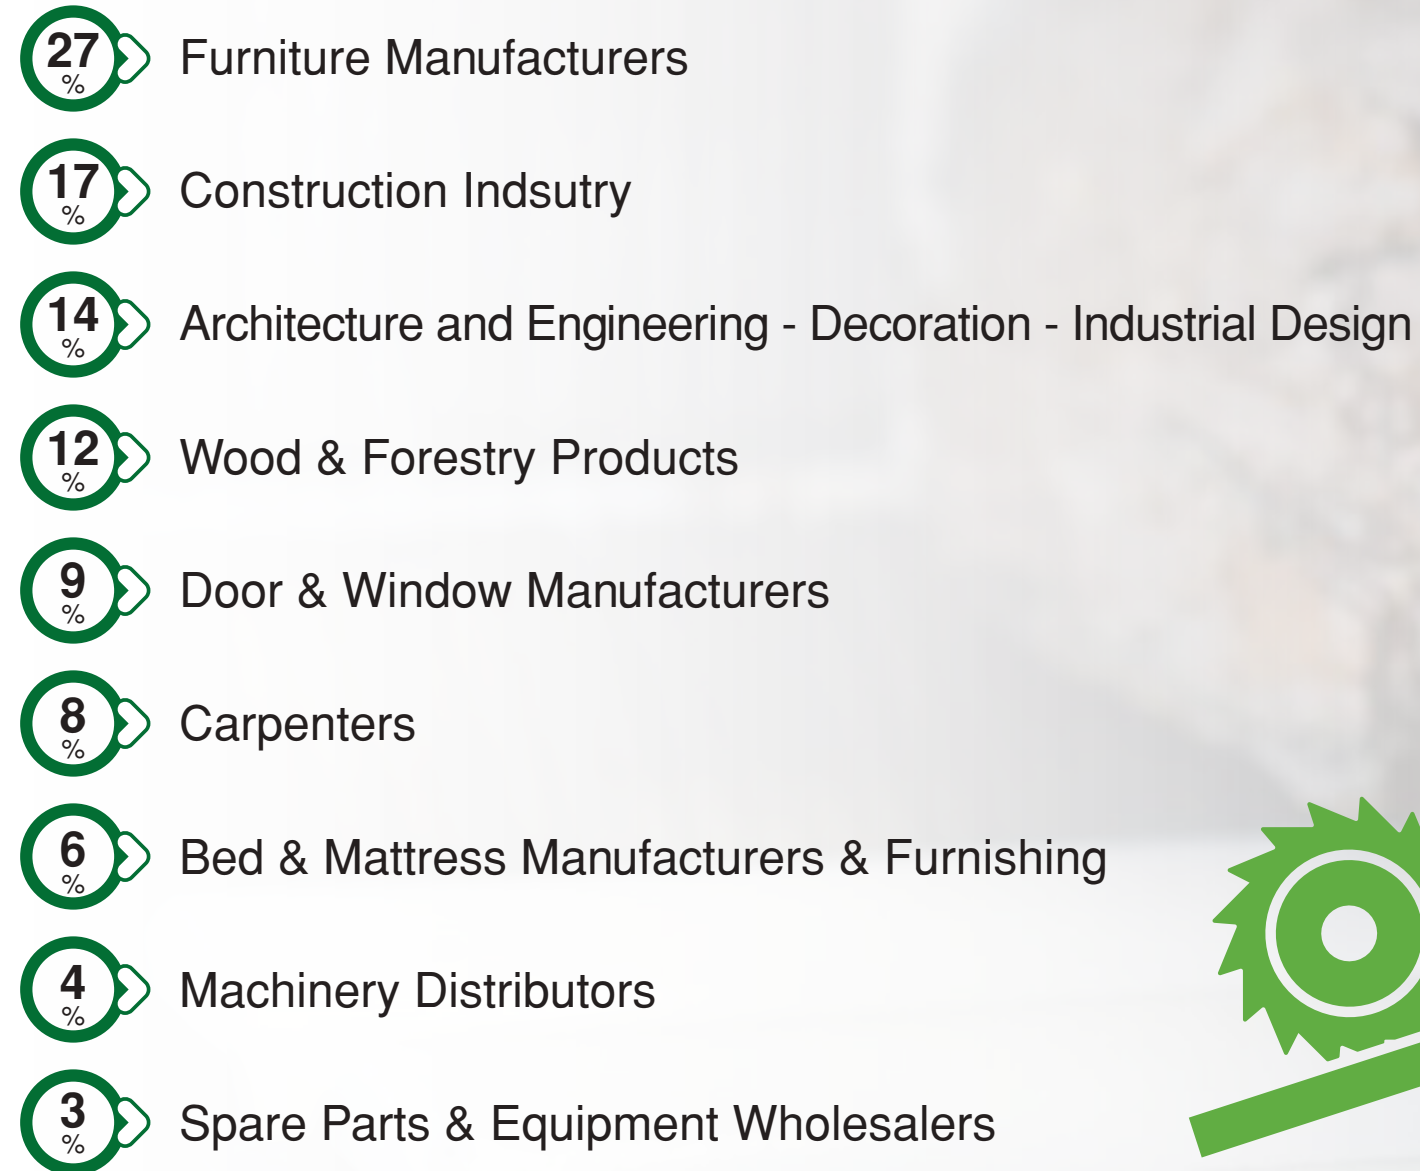 27 % Furniture Manufacturers
17 % Construction Indsutry
14 % Architecture and Engineering - Decoration - Industrial Design
12 % Wood & Forestry Products
9 % Door & Window Manufacturers
8 % Carpenters
6 % Bed & Mattress Manufacturers & Furnishing
4 % Machinery Distributors
3 % Spare Parts & Equipment Wholesalers